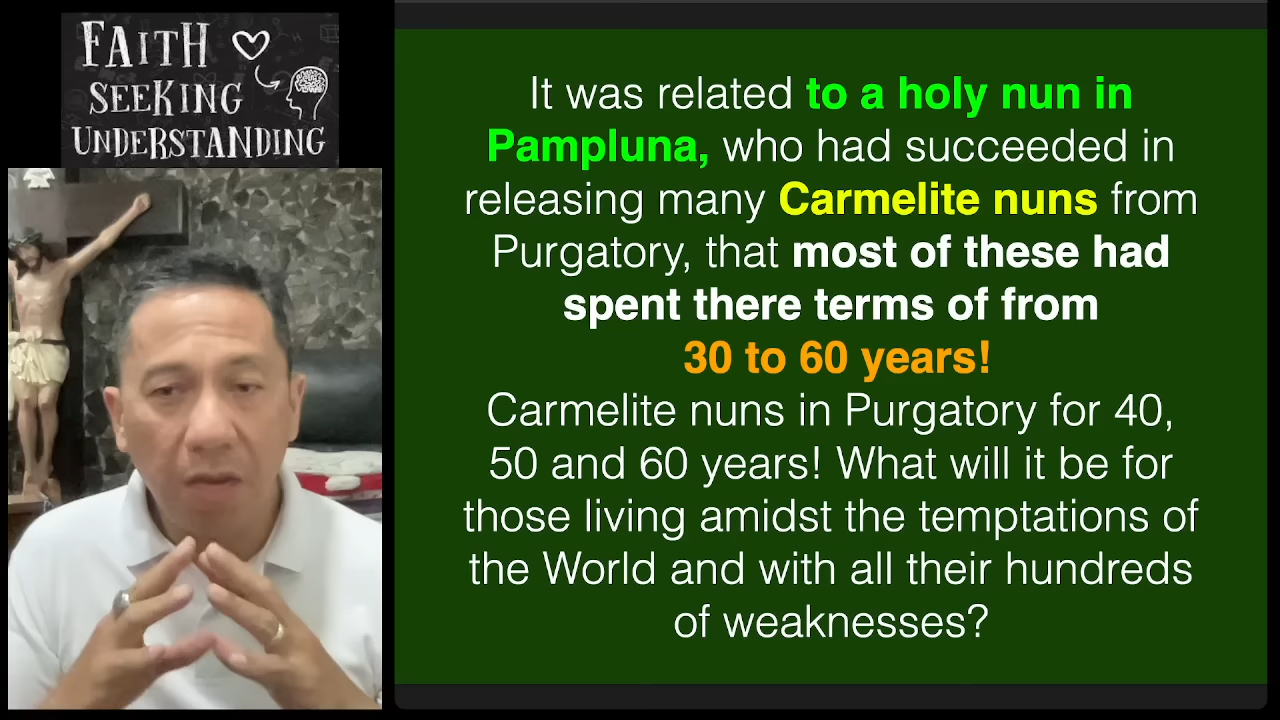 FAITH
SEEKING
UNDERSTANDING
It was related to a holy nun in
Pampluna, who had succeeded in
releasing many Carmelite nuns from
Purgatory, that most of these had
spent there terms of from
30 to 60 years!
Carmelite nuns in Purgatory for 40,
50 and 60 years! What will it be for
those living amidst the temptations of
the World and with all their hundreds
of weaknesses?